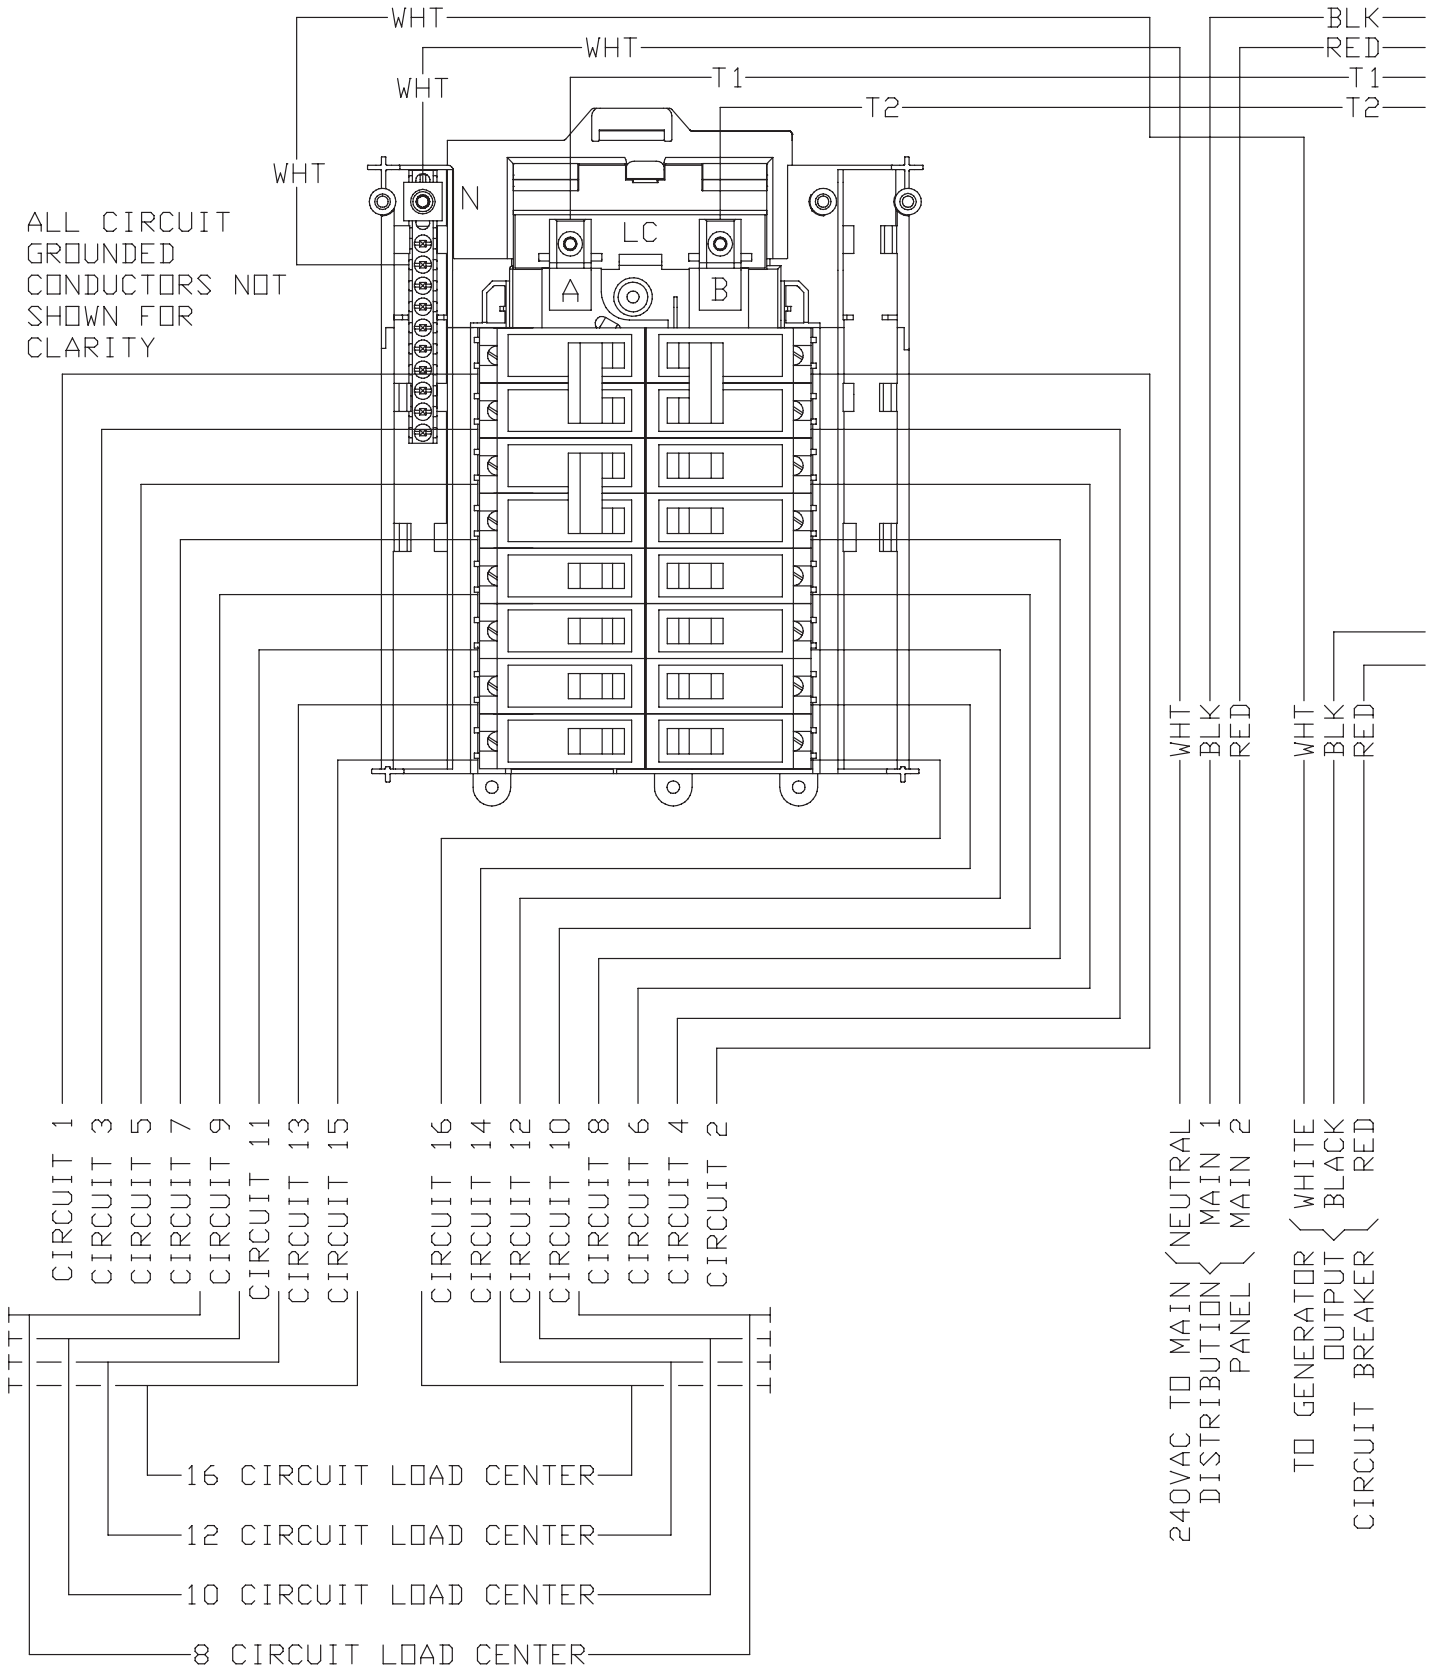 WHT
BLK
WHT
RED
WHT
T1
T1
T2
T2
WHT
N
ALL CIRCUIT
GROUNDED
CONDUCTORS NOT
SHOWN FOR
CLARITY
LC
A
B
WHT
BLK
RED
WHT
BLK
RED
CIRCUIT 1
CIRCUIT 3
CIRCUIT 5
CIRCUIT 7
CIRCUIT 9
CIRCUIT 11
CIRCUIT 13
CIRCUIT 15
CIRCUIT 16
CIRCUIT 14
CIRCUIT 12
CIRCUIT 10
CIRCUIT 8
CIRCUIT 6
CIRCUIT 4
CIRCUIT 2
240VAC TO MAIN
DISTRIBUTION
PANEL
NEUTRAL
MAIN 1
MAIN 2
TO GENERATOR
OUTPUT
CIRCUIT BREAKER
WHITE
BLACK
RED
16 CIRCUIT LOAD CENTER
12 CIRCUIT LOAD CENTER
10 CIRCUIT LOAD CENTER
8 CIRCUIT LOAD CENTER